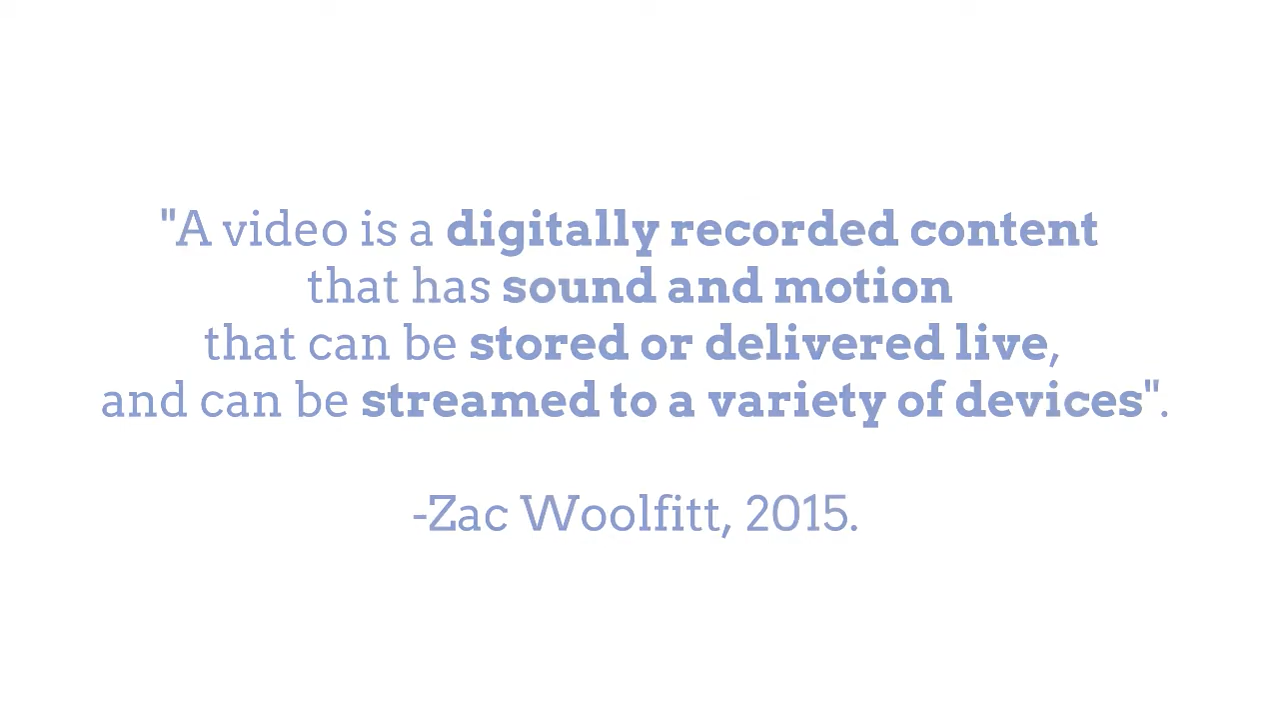 "A video is a digitally recorded content
that has sound and motion
that can be stored or delivered live,
and can be streamed to a variety of devices".
-Zac Woolfitt, 2015.